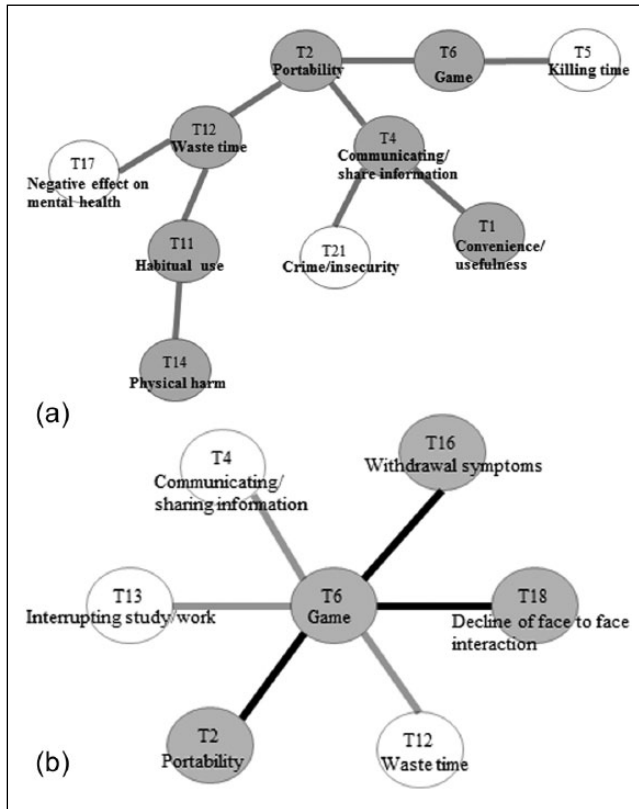 T2
Portability
T6
Game
T5
Killing time
T12
Waste time
T4
Communicating/
share information
T17
Negative effect on
mental health
T1
Convenience/
usefulness
T11
Habitual use
T21
Crime/insecurity
T14
Physical harm
(a)
T4
Communicating/
sharing information
T16
Withdrawal symptoms
T13
Interrupting study/work
T6
Game
T18
Decline of face to face
interaction
T2
Portability
T12
Waste time
(b)